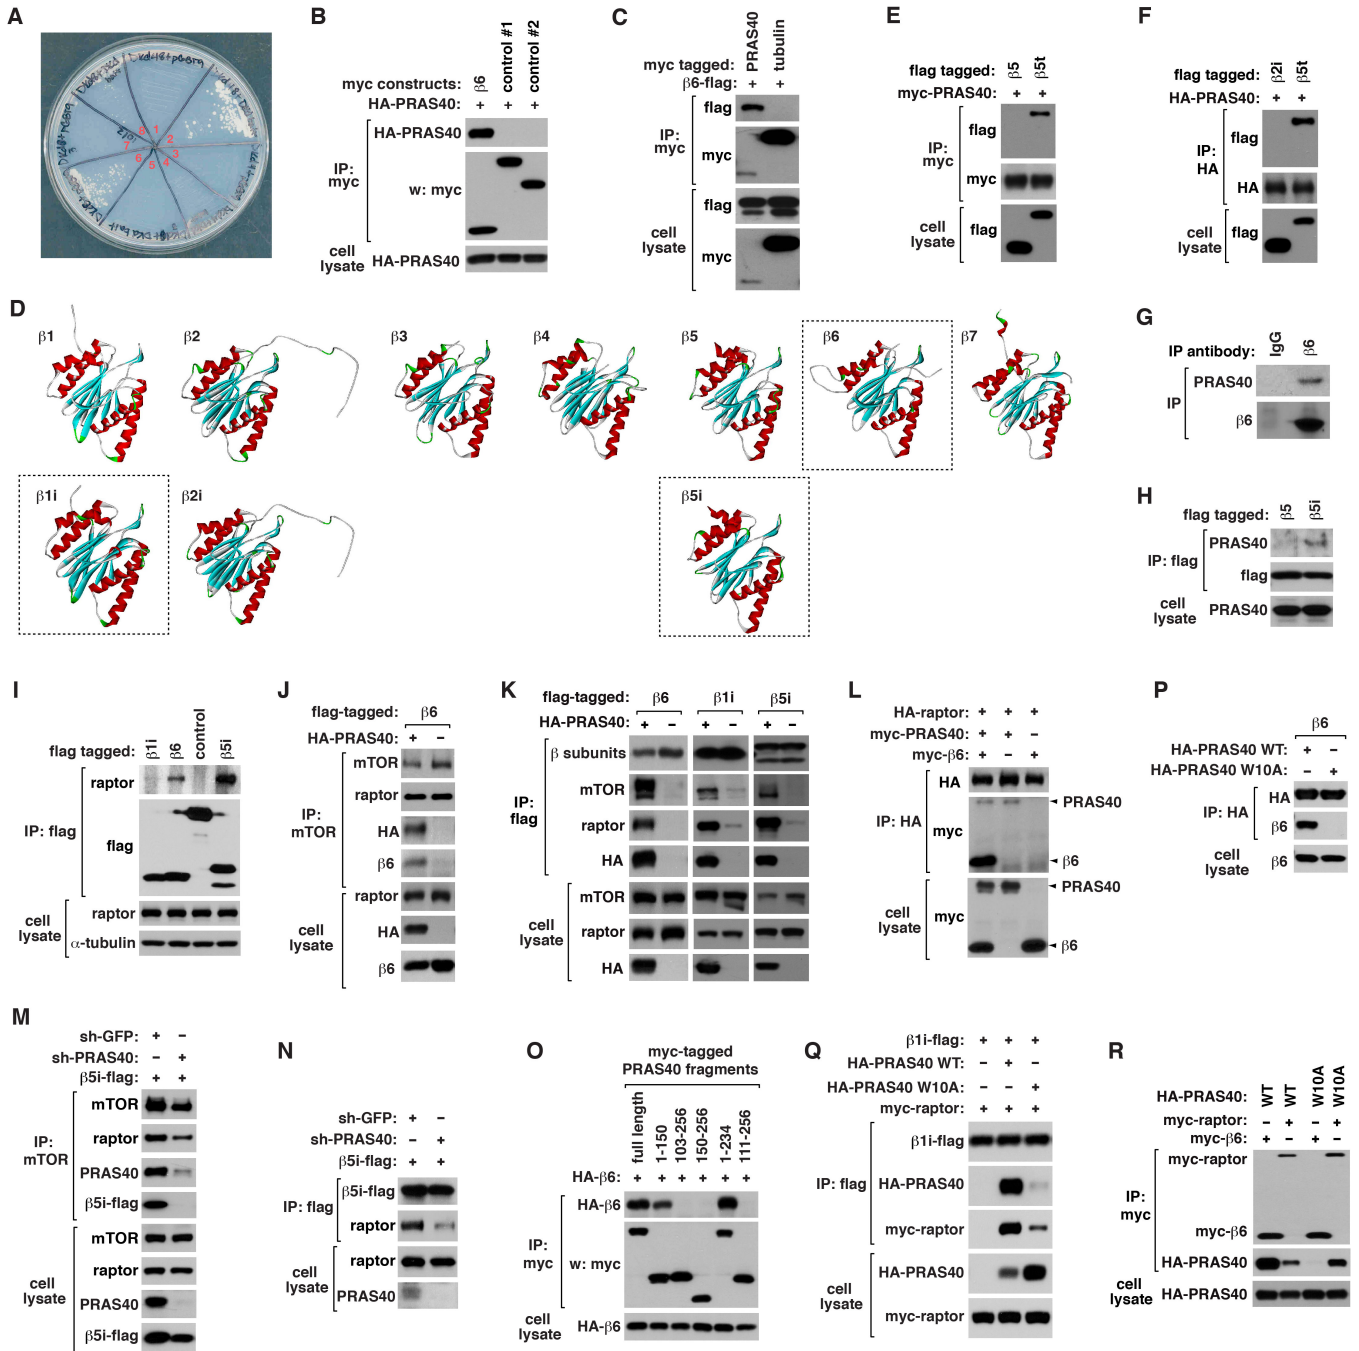 A
8 1
7 2
6 3
5 4
B
myc constructs: β6 control #1 control #2
HA-PRAS40: + + +
IP: myc
HA-PRAS40
w: myc
cell lysate HA-PRAS40
C
myc tagged: PRAS40 tubulin
β6-flag: + +
IP: myc
flag
myc
cell lysate
flag
myc
E
flag tagged: β5 β5t
myc-PRAS40: + +
IP: myc
flag
myc
cell lysate
flag
F
flag tagged: β2i β5t
HA-PRAS40: + +
IP: HA
flag
HA
cell lysate
flag
D
β1 β2 β3 β4 β5 β6 β7
β1i β2i β5i
G
IP antibody: IgG β6
IP
PRAS40
β6
H
flag tagged: β5 β5i
IP: flag
PRAS40
flag
cell lysate PRAS40
I
flag tagged: β1i β6 control β5i
IP: flag
raptor
flag
cell lysate
raptor
α-tubulin
J
flag-tagged: β6
HA-PRAS40: + −
IP: mTOR
mTOR
raptor
HA
β6
cell lysate
raptor
HA
β6
K
flag-tagged: β6 β1i β5i
HA-PRAS40: + − + − + −
IP: flag
β subunits
mTOR
raptor
HA
cell lysate
mTOR
raptor
HA
L
HA-raptor: + + +
myc-PRAS40: + + −
myc-β6: + − +
IP: HA
HA
myc
PRAS40
β6
cell lysate
myc
PRAS40
β6
P
β6
HA-PRAS40 WT: + −
HA-PRAS40 W10A: − +
IP: HA
HA
β6
cell lysate
β6
M
sh-GFP: + −
sh-PRAS40: − +
β5i-flag: + +
IP: mTOR
mTOR
raptor
PRAS40
β5i-flag
cell lysate
mTOR
raptor
PRAS40
β5i-flag
N
sh-GFP: + −
sh-PRAS40: − +
β5i-flag: + +
IP: flag
β5i-flag
raptor
cell lysate
raptor
PRAS40
O
myc-tagged
PRAS40 fragments
full length 1-150 103-256 150-256 1-234 111-256
HA-β6: + + + + + +
IP: myc
HA-β6
w: myc
cell lysate HA-β6
Q
β1i-flag: + + +
HA-PRAS40 WT: − + −
HA-PRAS40 W10A: − − +
myc-raptor: + + +
IP: flag
β1i-flag
HA-PRAS40
myc-raptor
cell lysate
HA-PRAS40
myc-raptor
R
HA-PRAS40: WT WT W10A W10A
myc-raptor: − + − +
myc-β6: + − + −
IP: myc
myc-raptor
myc-β6
HA-PRAS40
cell lysate HA-PRAS40